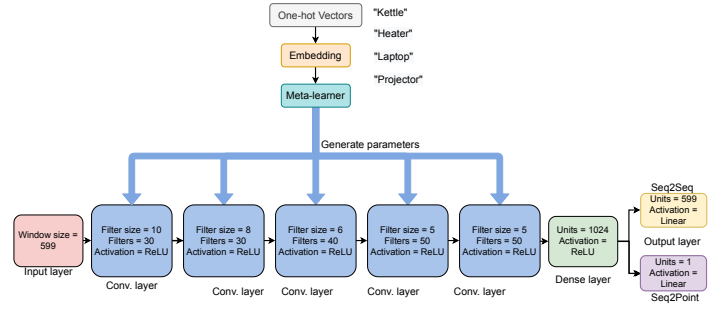 One-hot Vectors
"Kettle"
"Heater"
Embedding
"Laptop"
"Projector"
Meta-learner
Generate parameters
Window size =
599
Input layer
Filter size = 10
Filters = 30
Activation = ReLU
Conv. layer
Filter size = 8
Filters = 30
Activation = ReLU
Conv. layer
Filter size = 6
Filters = 40
Activation = ReLU
Conv. layer
Filter size = 5
Filters = 50
Activation = ReLU
Conv. layer
Filter size = 5
Filters = 50
Activation = ReLU
Conv. layer
Units = 1024
Activation =
ReLU
Dense layer
Seq2Seq
Units = 599
Activation =
Linear
Output layer
Units = 1
Activation =
Linear
Seq2Point